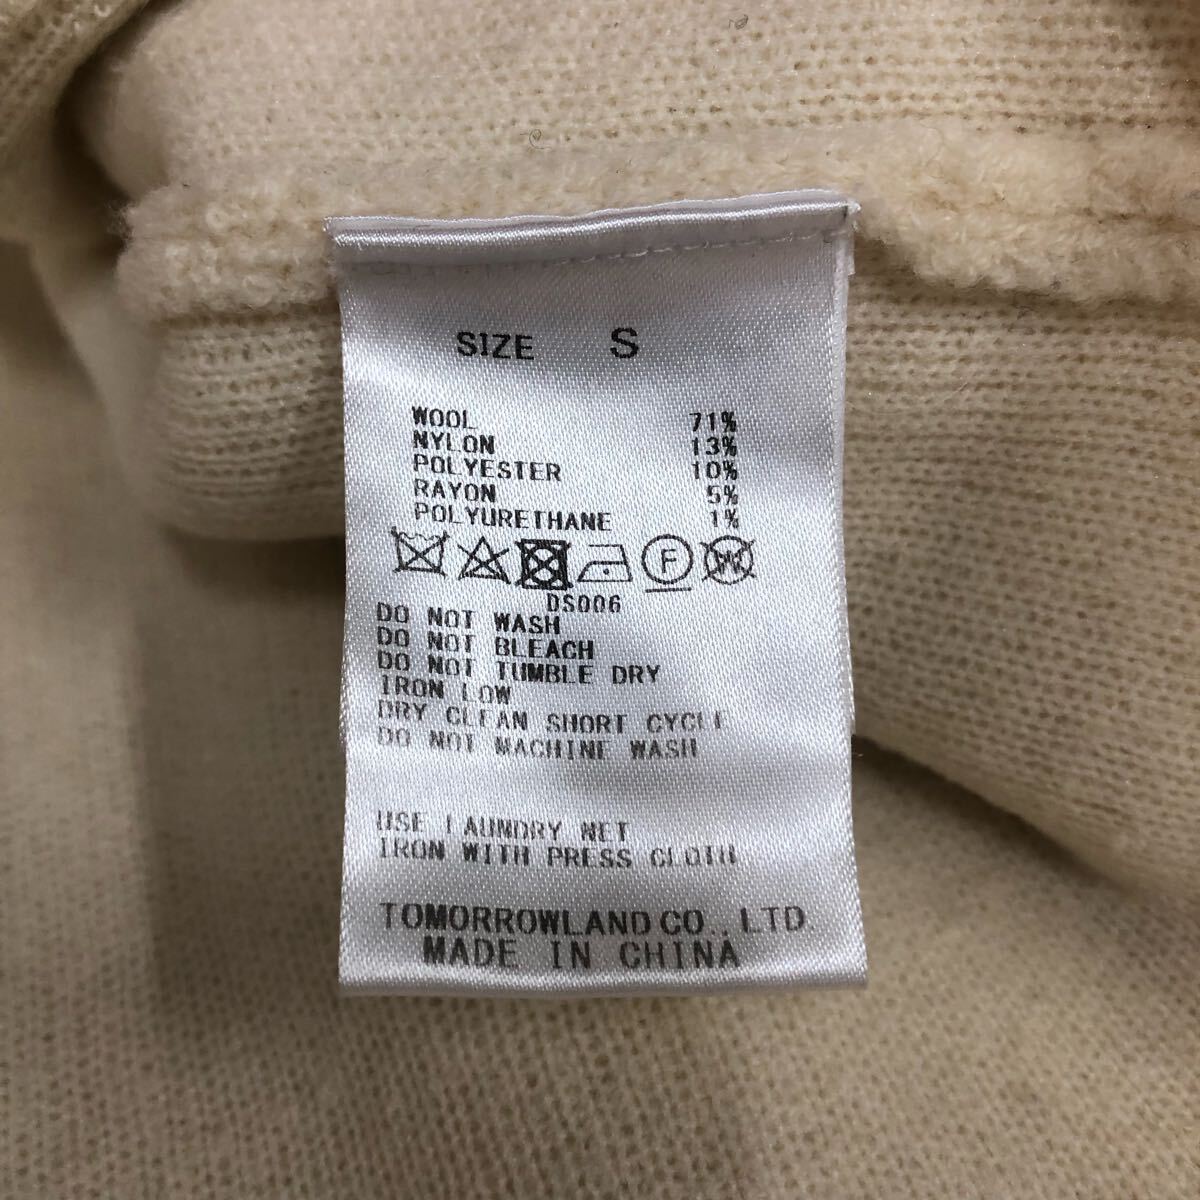 SIZE S
WOOL 71%
NYLON 13%
POLYESTER 10%
RAYON 5%
POLYURETHANE 1%
F W
DS006
DO NOT WASH
DO NOT BLEACH
DO NOT TUMBLE DRY
IRON LOW
DRY CLEAN SHORT CYCLE
DO NOT MACHINE WASH
USE LAUNDRY NET
IRON WITH PRESS CLOTH
TOMORROWLAND CO., LTD.
MADE IN CHINA